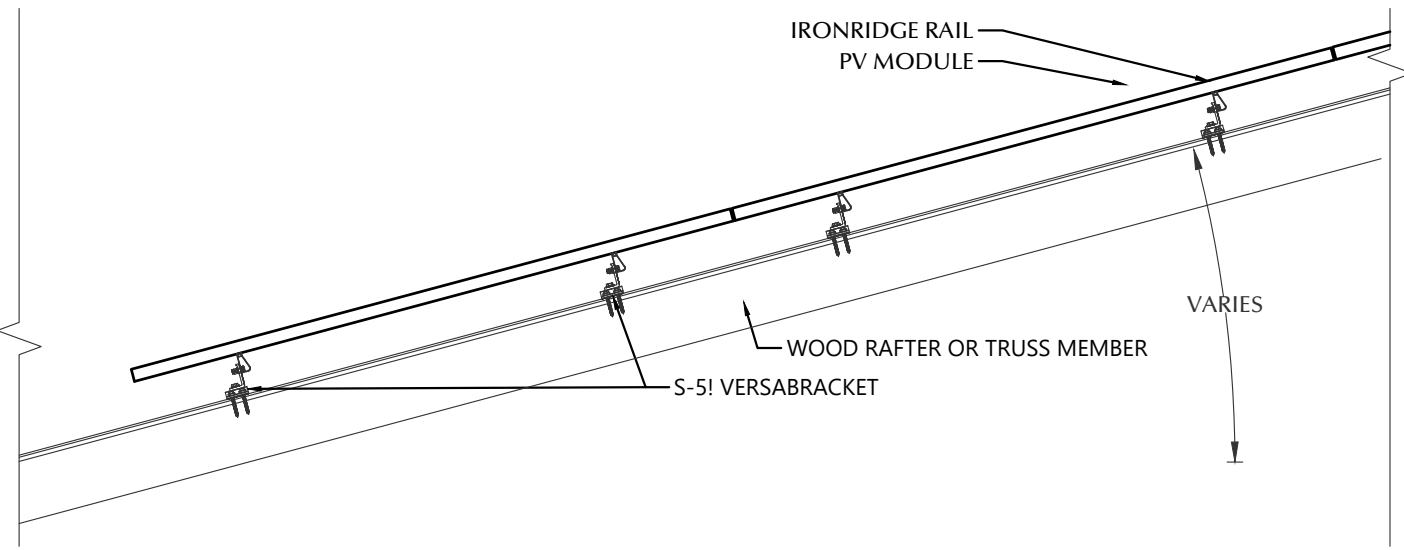 IRONRIDGE RAIL
PV MODULE
VARIES
WOOD RAFTER OR TRUSS MEMBER
S-5! VERSABRACKET